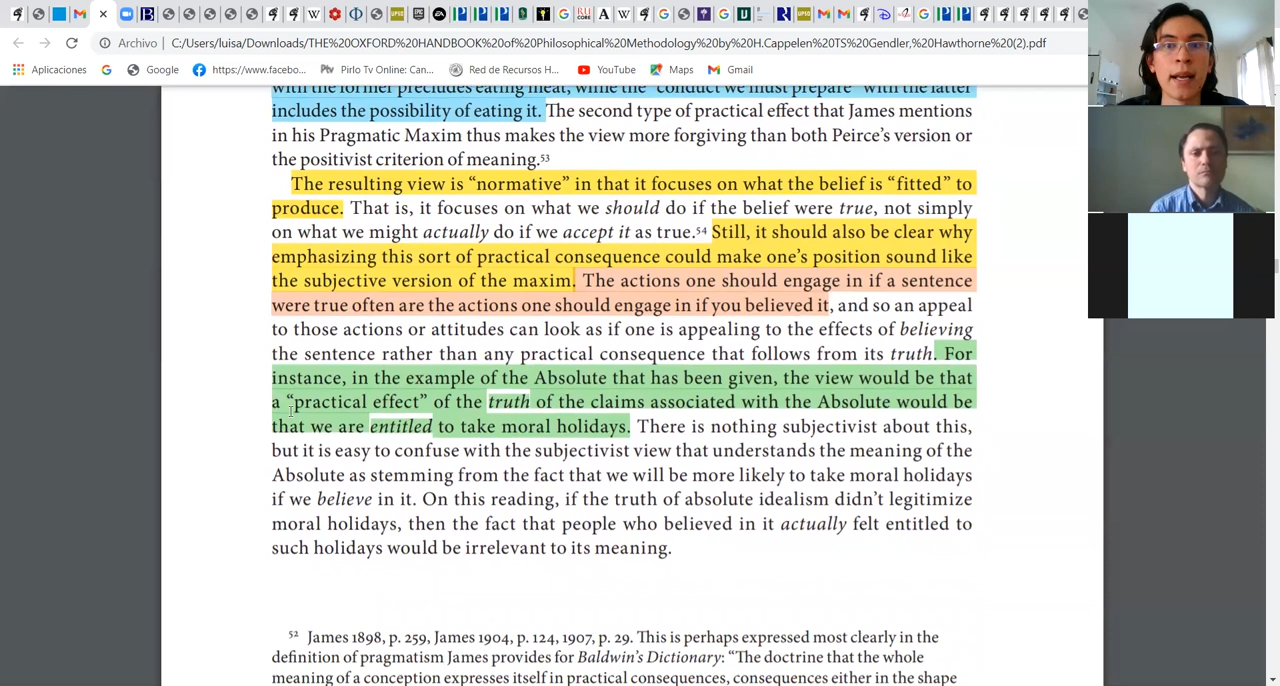 Archivo
C:/Users/luisa/Downloads/THE%20OXFORD%20HANDBOOK%20of%20Philosophical%20Methodology%20by%20H.Cappelen%20TS%20Gendler,%20Hawthorne%20(2).pdf
Aplicaciones
Google
https://www.facebo...
Pirlo Tv Online: Can...
Red de Recursos H...
YouTube
Maps
Gmail
with the former precludes eating meat, while the "conduct we must prepare" with the latter
includes the possibility of eating it. The second type of practical effect that James mentions
in his Pragmatic Maxim thus makes the view more forgiving than both Peirce's version or
the positivist criterion of meaning.53
The resulting view is "normative" in that it focuses on what the belief is "fitted" to
produce. That is, it focuses on what we should do if the belief were true, not simply
on what we might actually do if we accept it as true.54 Still, it should also be clear why
emphasizing this sort of practical consequence could make one's position sound like
the subjective version of the maxim. The actions one should engage in if a sentence
were true often are the actions one should engage in if you believed it, and so an appeal
to those actions or attitudes can look as if one is appealing to the effects of believing
the sentence rather than any practical consequence that follows from its truth. For
instance, in the example of the Absolute that has been given, the view would be that
a "practical effect" of the truth of the claims associated with the Absolute would be
that we are entitled to take moral holidays. There is nothing subjectivist about this,
but it is easy to confuse with the subjectivist view that understands the meaning of the
Absolute as stemming from the fact that we will be more likely to take moral holidays
if we believe in it. On this reading, if the truth of absolute idealism didn't legitimize
moral holidays, then the fact that people who believed in it actually felt entitled to
such holidays would be irrelevant to its meaning.
52 James 1898, p. 259, James 1904, p. 124, 1907, p. 29. This is perhaps expressed most clearly in the
definition of pragmatism James provides for Baldwin's Dictionary: "The doctrine that the whole
meaning of a conception expresses itself in practical consequences, consequences either in the shape